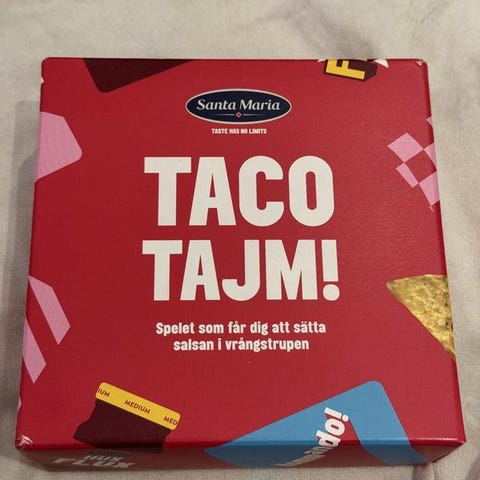 Santa Maria
TASTE HAS NO LIMITS
TACO
TAJM!
Spelet som får dig att sätta
salsan i vrångstrupen
MEDIUM